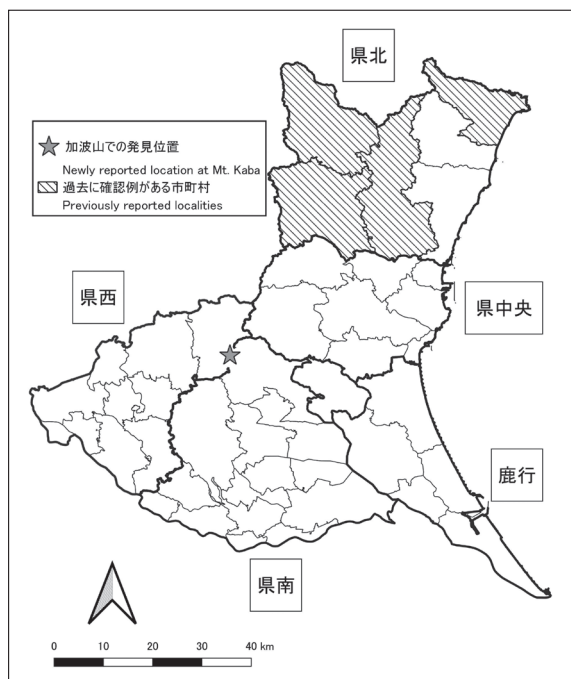 県北
加波山での発見位置
Newly reported location at Mt. Kaba
過去に確認例がある市町村
Previously reported localities
県西
県中央
鹿行
県南
0 10 20 30 40 km